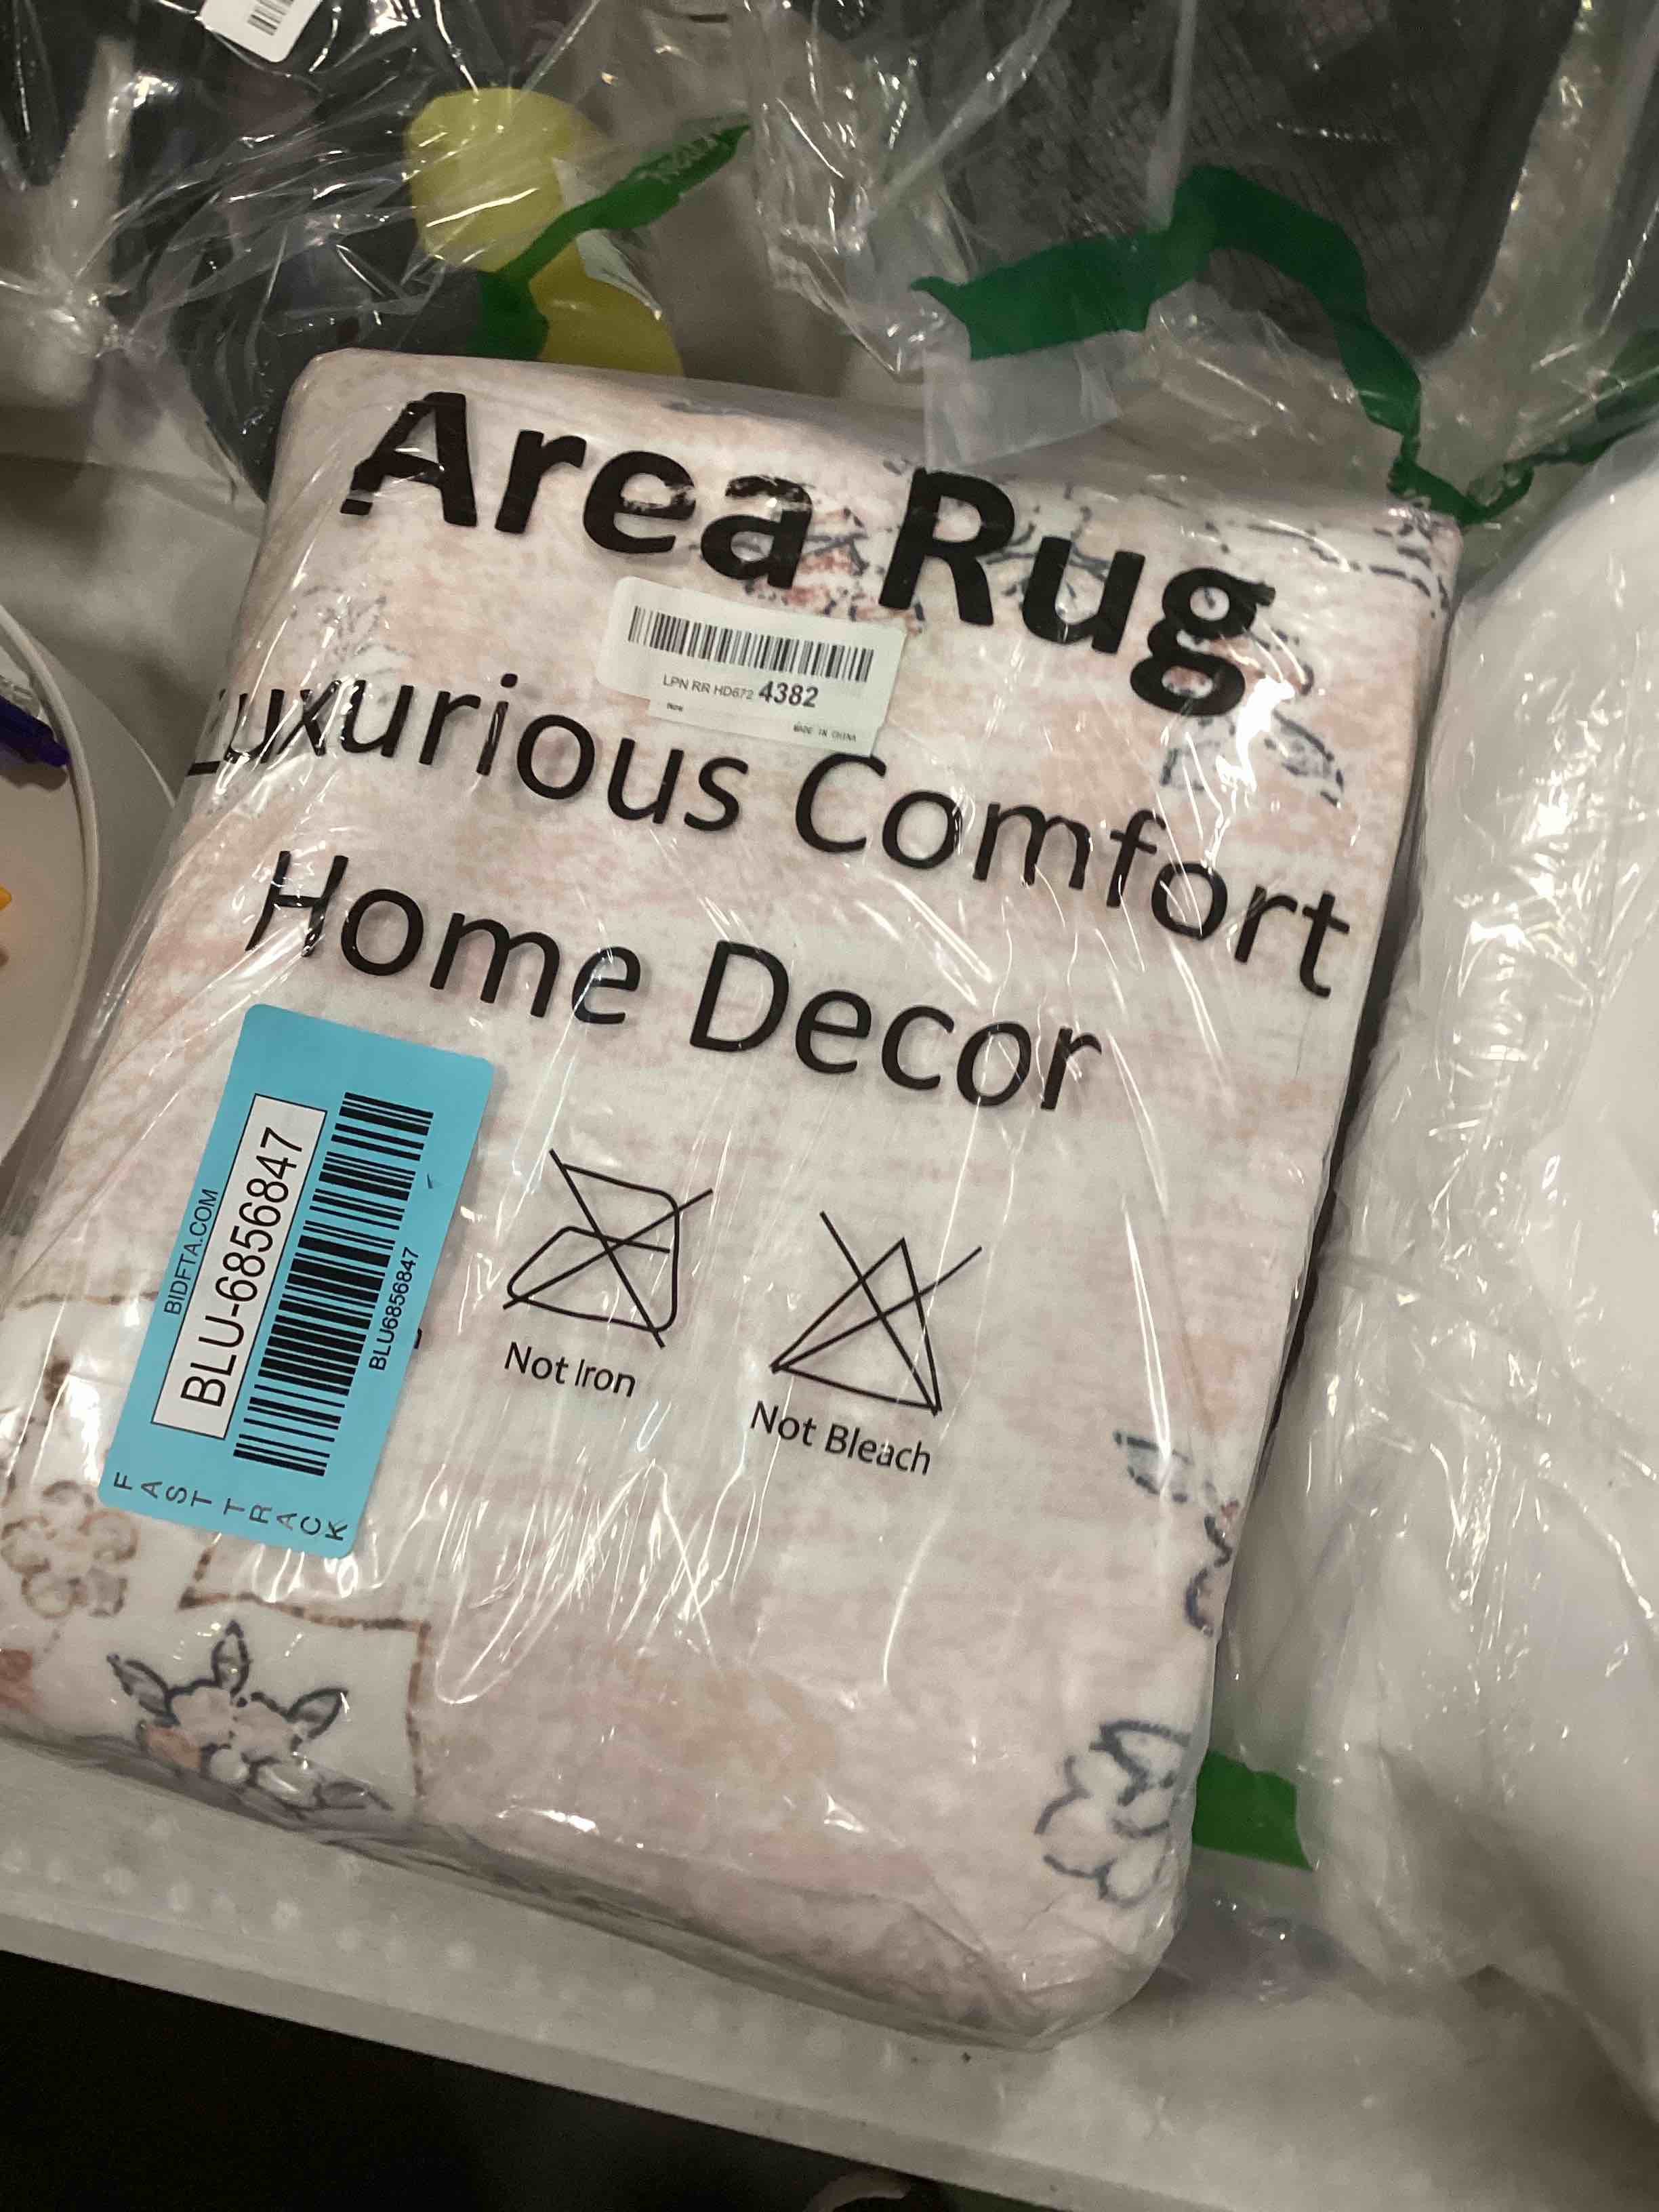 Area Rug
LPN RR HD672 4382
MADE IN CHINA
Luxurious Comfort
Home Decor
BIDFTA.COM
BLU-6856847
BLU6856847
FAST TRACK
Not Iron
Not Bleach